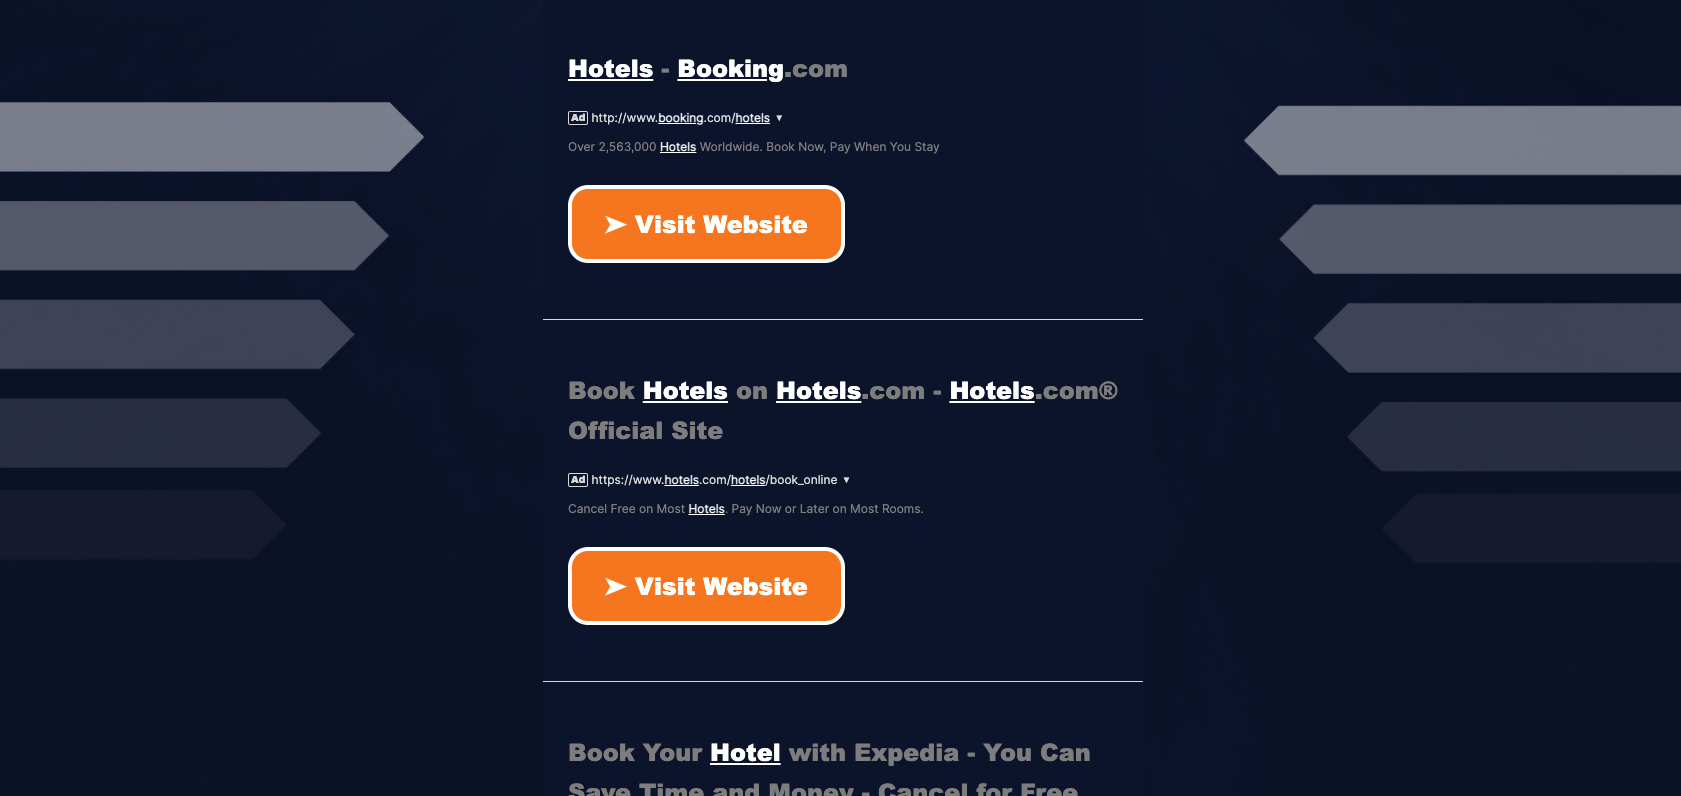 Hotels - Booking.com
Ad http://www.booking.com/hotels ▼
Over 2,563,000 Hotels Worldwide. Book Now, Pay When You Stay
➤ Visit Website
Book Hotels on Hotels.com - Hotels.com®
Official Site
Ad https://www.hotels.com/hotels/book_online ▼
Cancel Free on Most Hotels. Pay Now or Later on Most Rooms.
➤ Visit Website
Book Your Hotel with Expedia - You Can
Save Time and Money - Cancel for Free